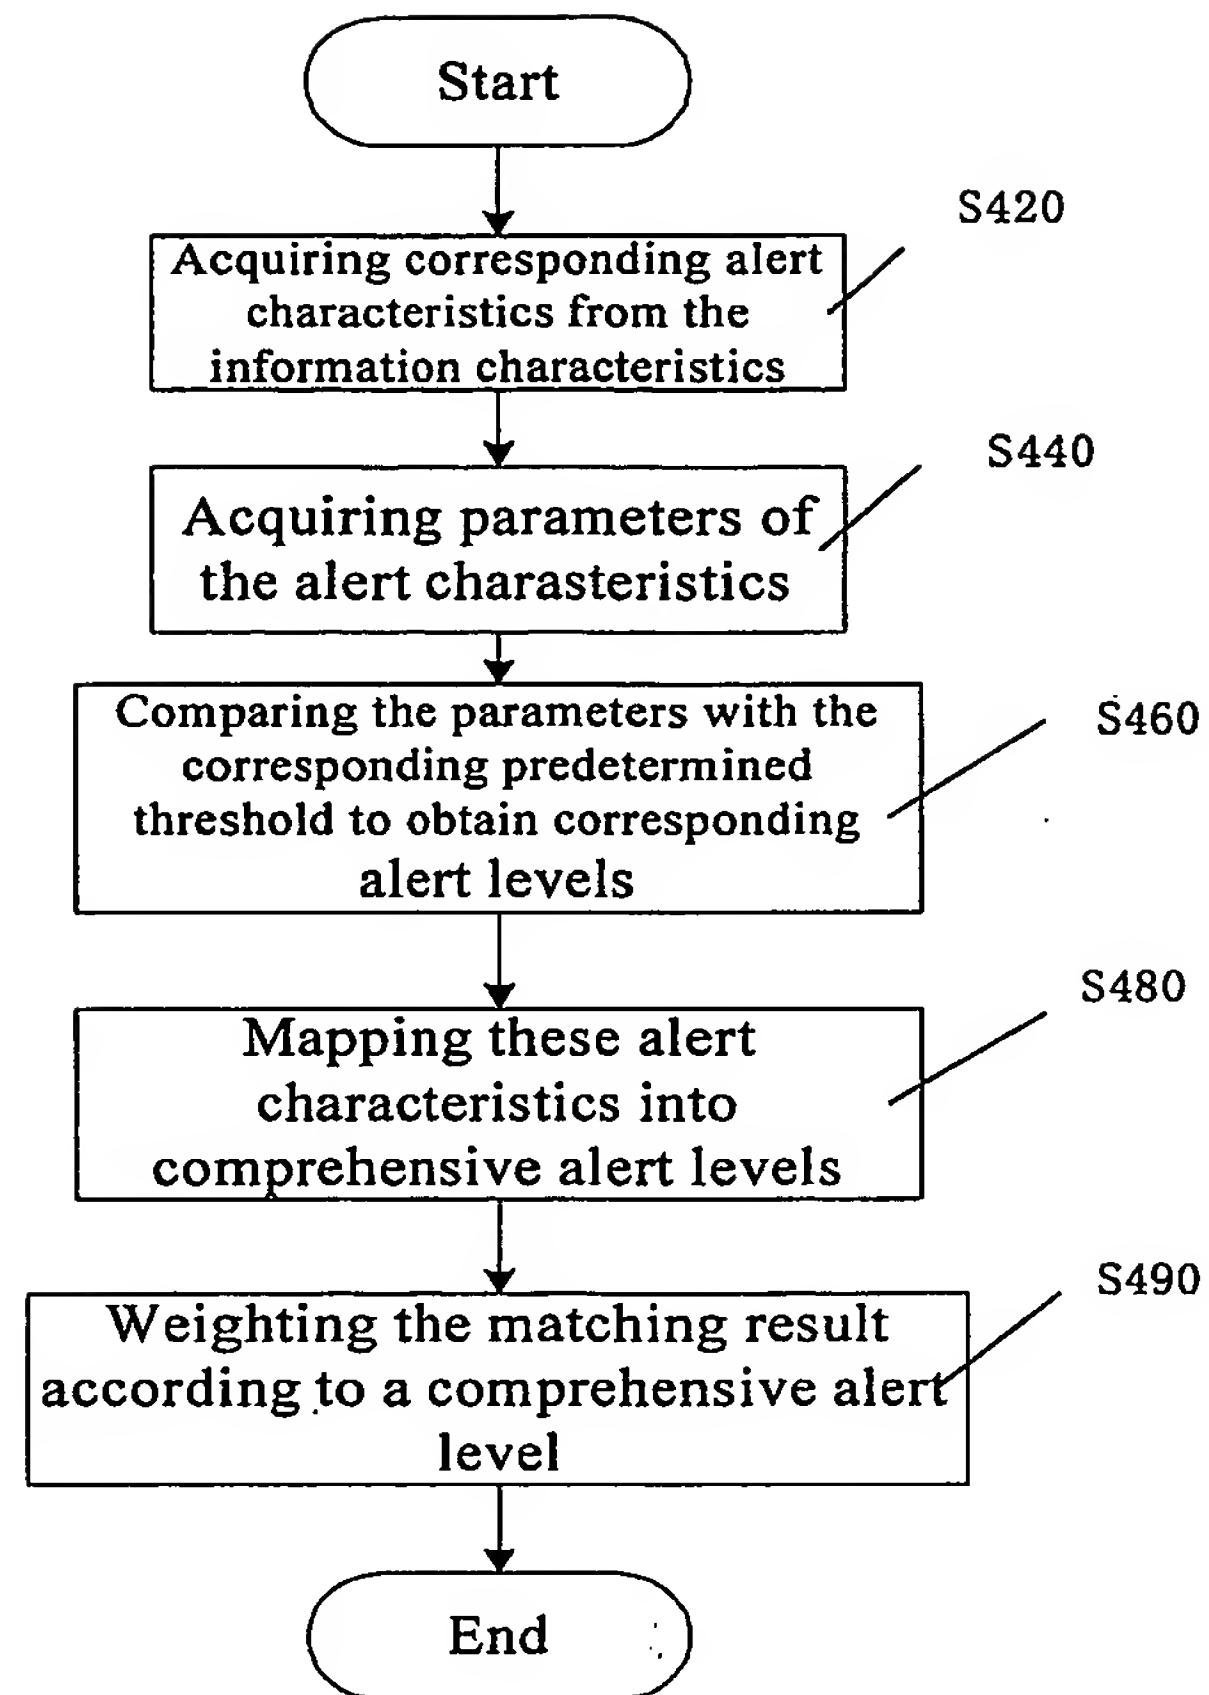 Start
S420
Acquiring corresponding alert
characteristics from the
information characteristics
S440
Acquiring parameters of
the alert charasteristics
S460
Comparing the parameters with the
corresponding predetermined
threshold to obtain corresponding
alert levels
S480
Mapping these alert
characteristics into
comprehensive alert levels
S490
Weighting the matching result
according to a comprehensive alert
level
End